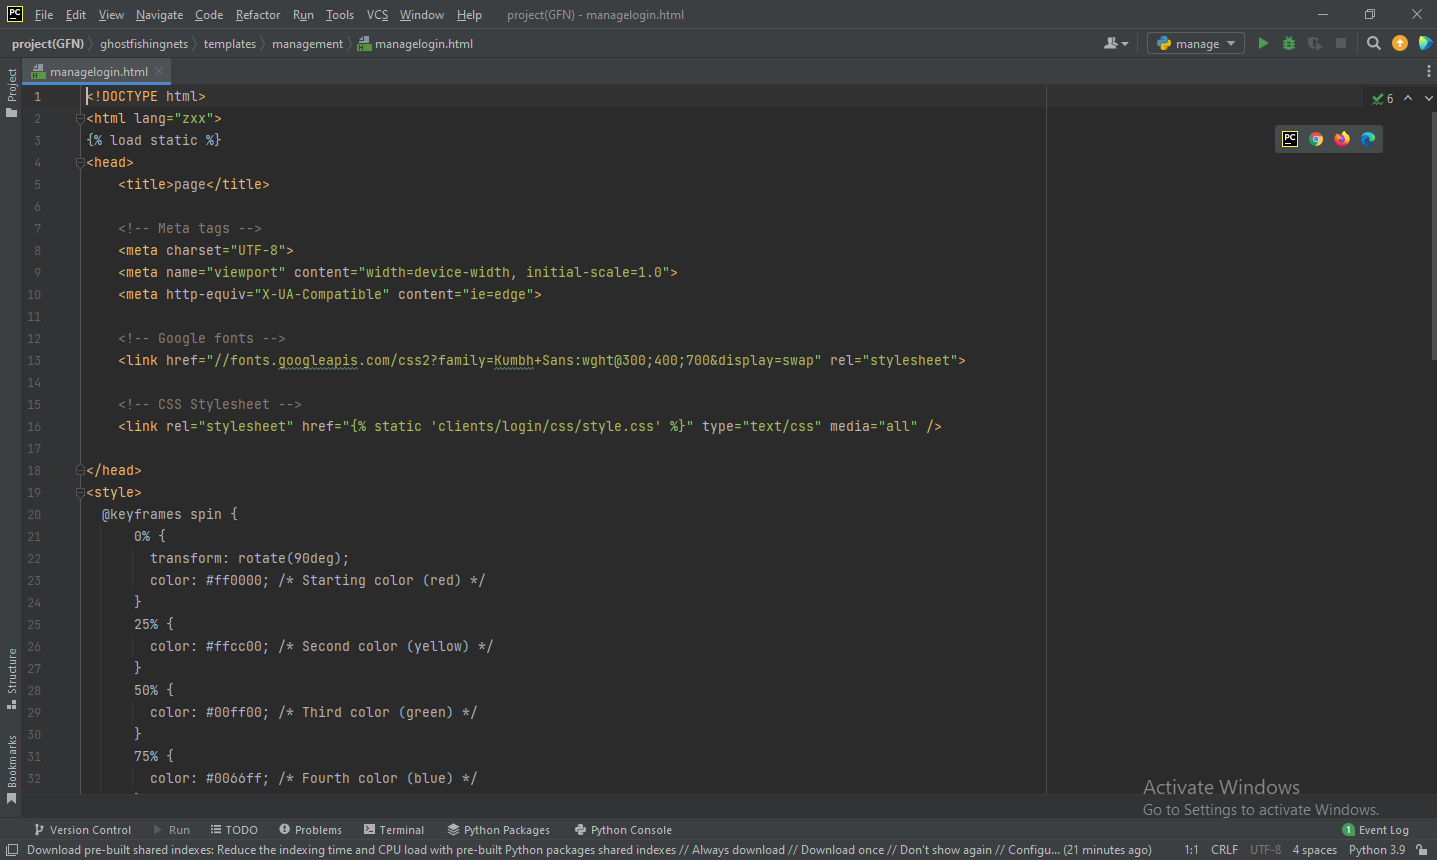 PC File Edit View Navigate Code Refactor Run Tools VCS Window Help project(GFN) - managelogin.html
project(GFN) ghostfishingnets templates management managelogin.html manage
managelogin.html
Project
1 <!DOCTYPE html>
6
2 <html lang="zxx">
3 {% load static %}
PC
4 <head>
5 <title>page</title>
6
7 <!-- Meta tags -->
8 <meta charset="UTF-8">
9 <meta name="viewport" content="width=device-width, initial-scale=1.0">
10 <meta http-equiv="X-UA-Compatible" content="ie=edge">
11
12 <!-- Google fonts -->
13 <link href="//fonts.googleapis.com/css2?family=Kumbh+Sans:wght@300;400;700&display=swap" rel="stylesheet">
14
15 <!-- CSS Stylesheet -->
16 <link rel="stylesheet" href="{% static 'clients/login/css/style.css' %}" type="text/css" media="all" />
17
18 </head>
19 <style>
20 @keyframes spin {
21 0% {
22 transform: rotate(90deg);
23 color: #ff0000; /* Starting color (red) */
24 }
25 25% {
26 color: #ffcc00; /* Second color (yellow) */
27 }
28 50% {
29 color: #00ff00; /* Third color (green) */
30 }
31 75% {
32 color: #0066ff; /* Fourth color (blue) */
Structure
Bookmarks
Activate Windows
Go to Settings to activate Windows.
Version Control Run TODO Problems Terminal Python Packages Python Console 1 Event Log
Download pre-built shared indexes: Reduce the indexing time and CPU load with pre-built Python packages shared indexes // Always download // Download once // Don't show again // Configu... (21 minutes ago) 1:1 CRLF UTF-8 4 spaces Python 3.9